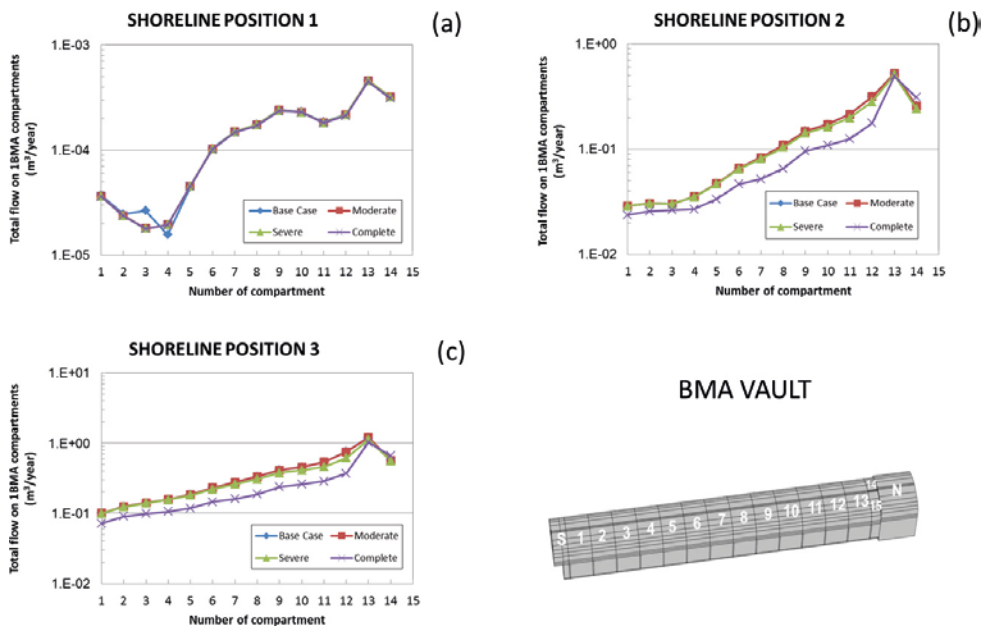 SHORELINE POSITION 1
(a)
Total flow on 1BMA compartments
(m³/year)
1.E-03
1.E-04
1.E-05
Base Case
Moderate
Severe
Complete
1 2 3 4 5 6 7 8 9 10 11 12 13 14 15
Number of compartment
SHORELINE POSITION 2
(b)
Total flow on 1BMA compartments
(m³/year)
1.E+00
1.E-01
1.E-02
Base Case
Moderate
Severe
Complete
1 2 3 4 5 6 7 8 9 10 11 12 13 14 15
Number of compartment
SHORELINE POSITION 3
(c)
Total flow on 1BMA compartments
(m³/year)
1.E+01
1.E+00
1.E-01
1.E-02
Base Case
Moderate
Severe
Complete
1 2 3 4 5 6 7 8 9 10 11 12 13 14 15
Number of compartment
BMA VAULT
S 1 2 3 4 5 6 7 8 9 10 11 12 13 14 15 N